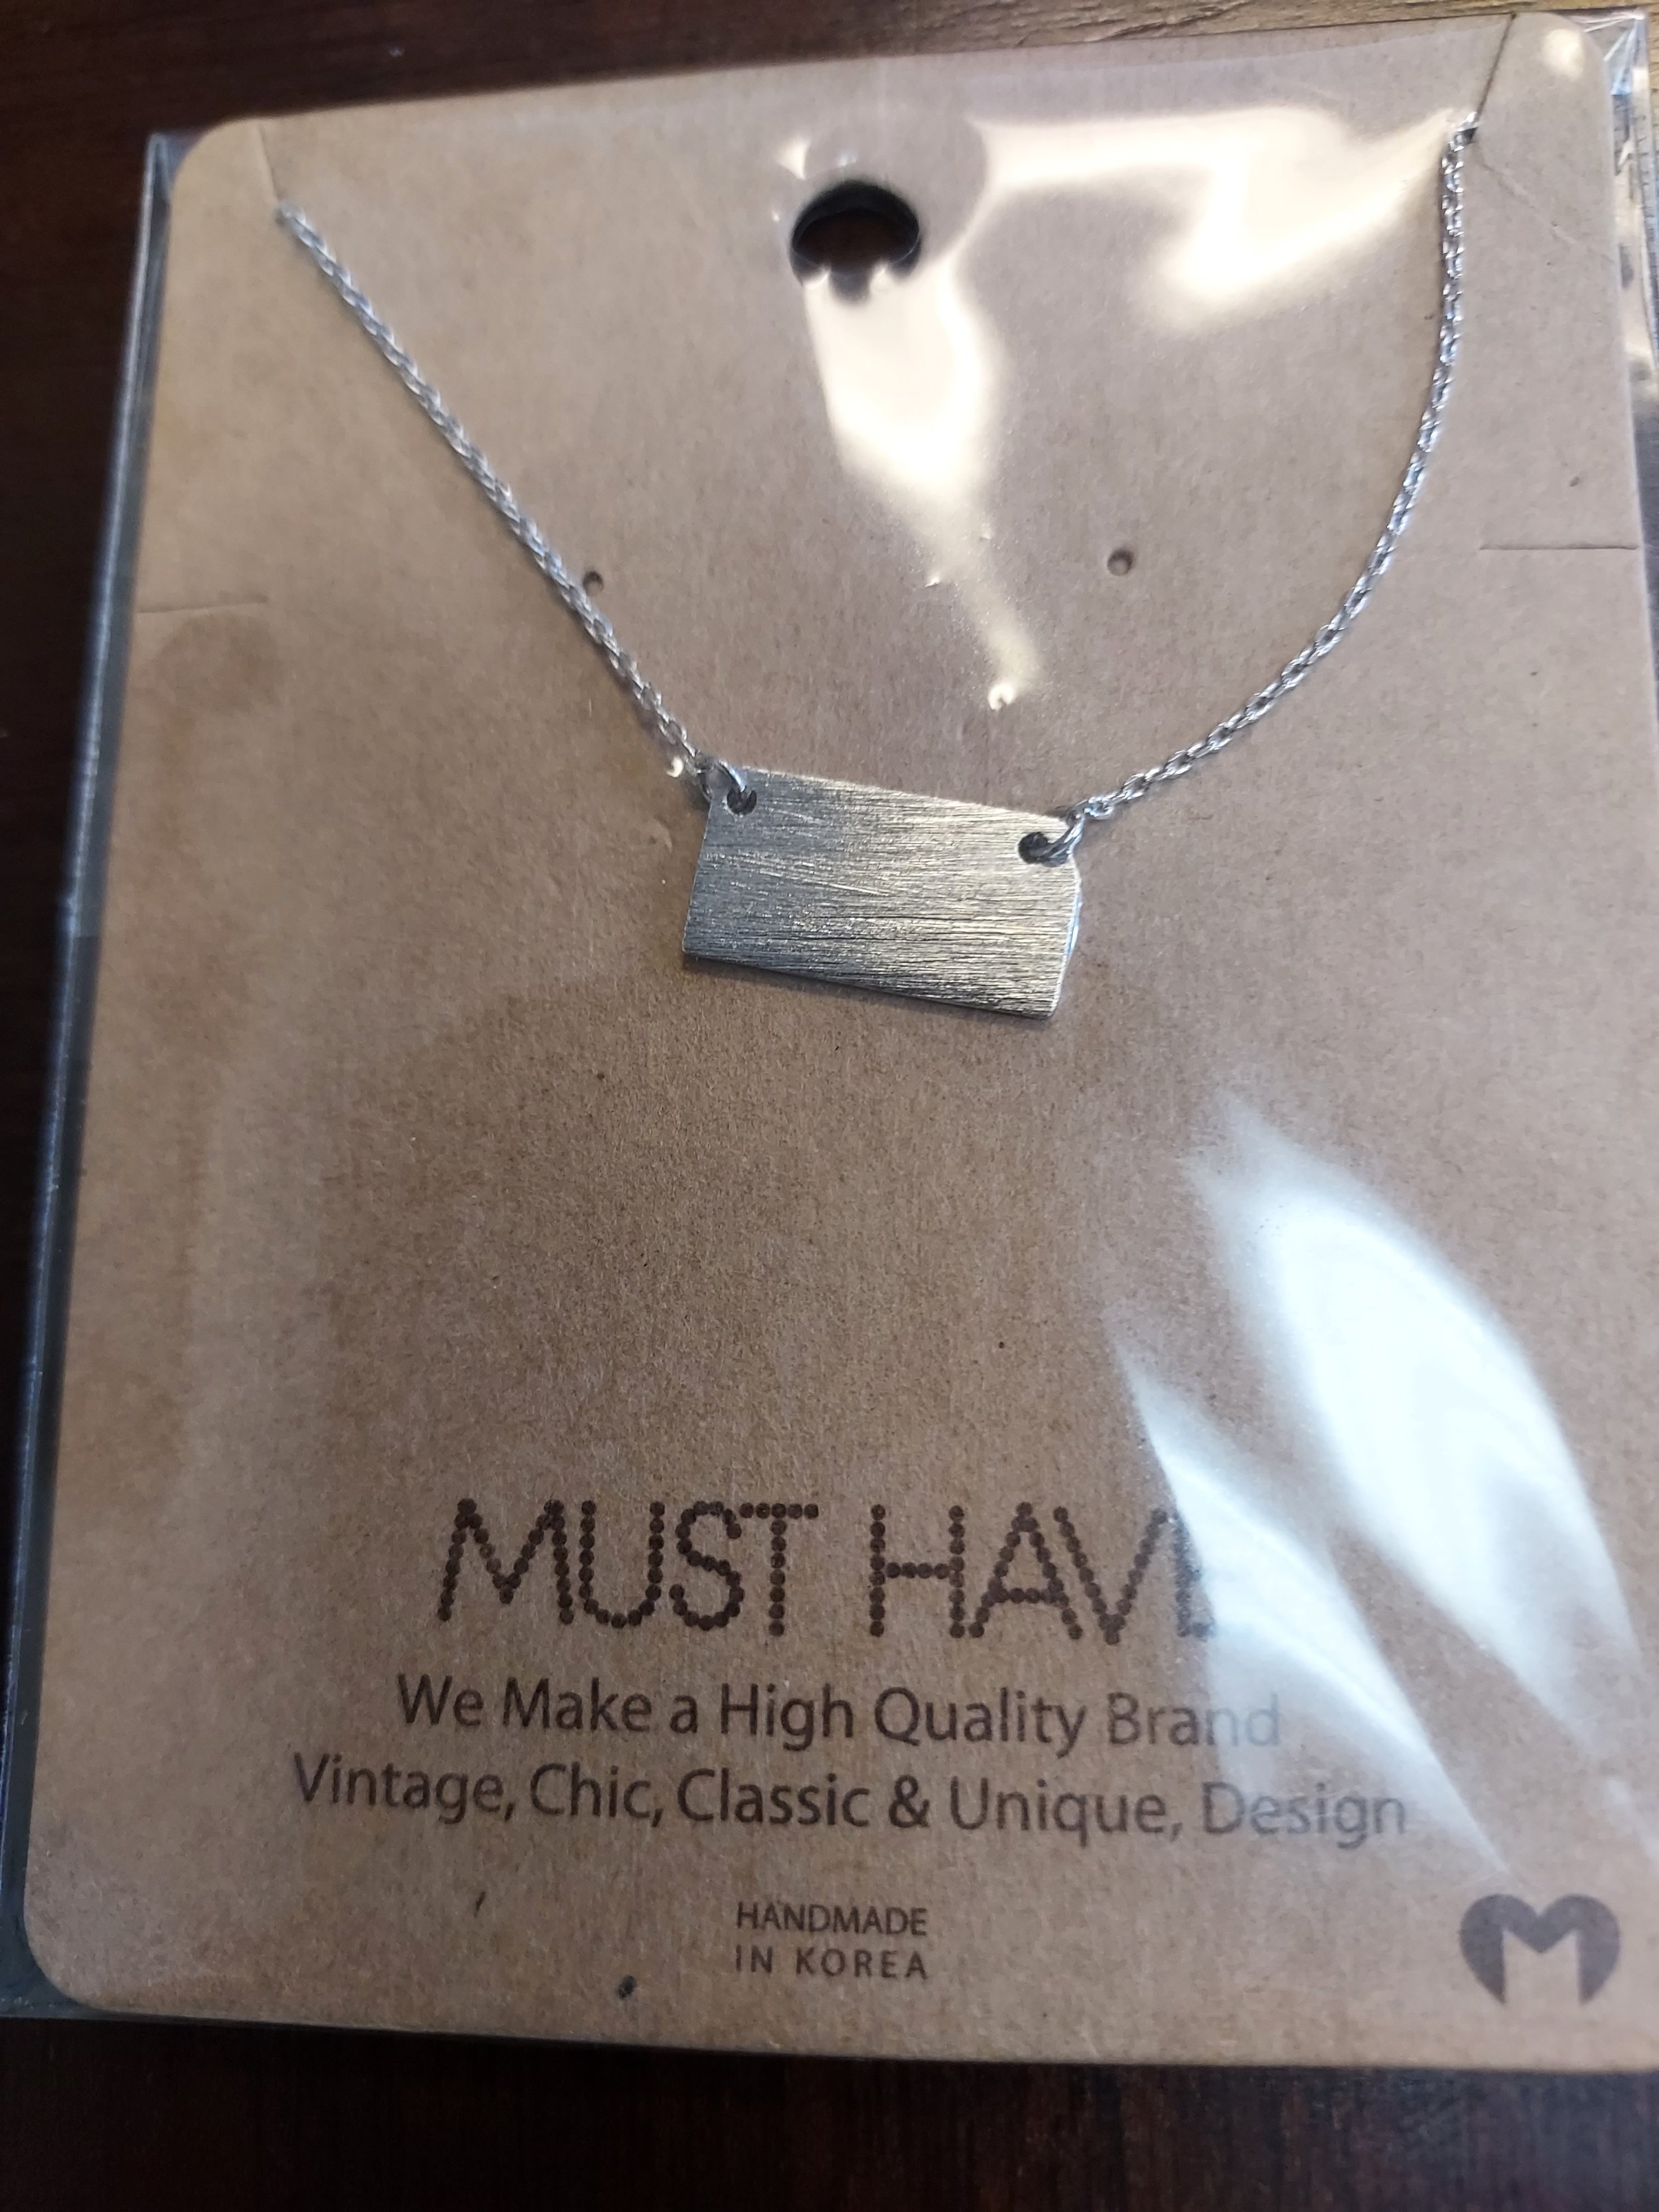 MUST HAVE
We Make a High Quality Brand
Vintage, Chic, Classic & Unique, Design
HANDMADE
IN KOREA
M